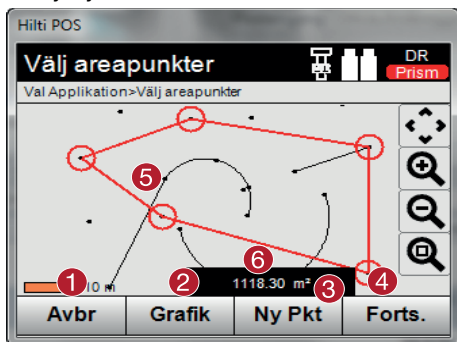 Hilti POS
Välj areapunkter
DR
Prism
Val Applikation>Välj areapunkter
5
6
1
10 m
2
1118.30 m²
3
4
Avbr
Grafik
Ny Pkt
Forts.